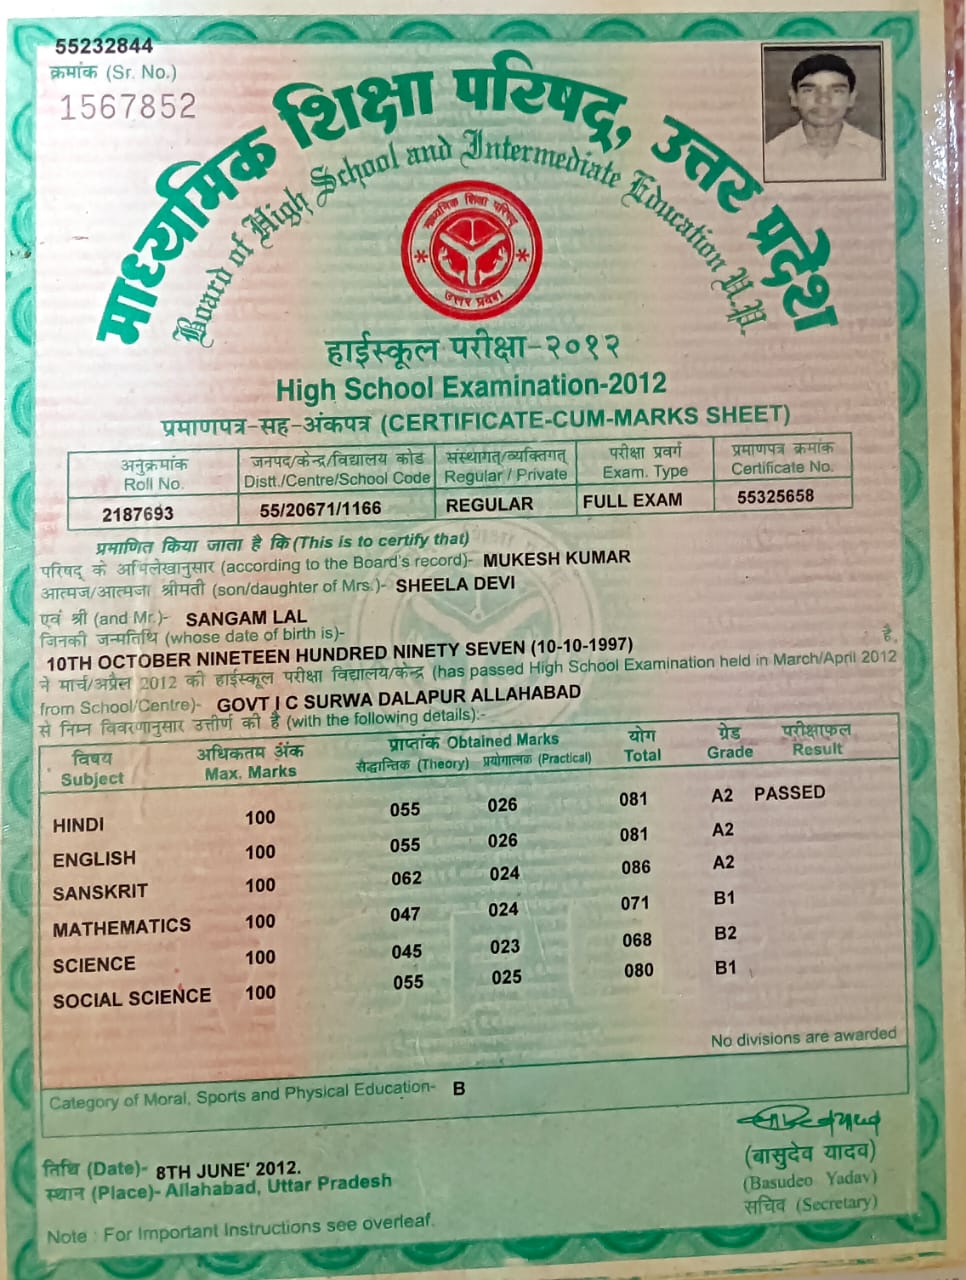 55232844
क्रमांक (Sr. No.)
1567852
माध्यमिक शिक्षा परिषद्, उत्तर प्रदेश
Board of High School and Intermediate Education U.P.
माध्यमिक शिक्षा परिषद्
उत्तर प्रदेश
हाईस्कूल परीक्षा-२०१२
High School Examination-2012
प्रमाणपत्र-सह-अंकपत्र (CERTIFICATE-CUM-MARKS SHEET)
अनुक्रमांक जनपद/केन्द्र/विद्यालय कोड संस्थागत/व्यक्तिगत परीक्षा प्रवर्ग प्रमाणपत्र क्रमांक
Roll No. Distt./Centre/School Code Regular / Private Exam. Type Certificate No.
2187693 55/20671/1166 REGULAR FULL EXAM 55325658
प्रमाणित किया जाता है कि (This is to certify that)
परिषद् के अभिलेखानुसार (according to the Board's record)- MUKESH KUMAR
आत्मज/आत्मजा श्रीमती (son/daughter of Mrs.)- SHEELA DEVI
एवं श्री (and Mr.)- SANGAM LAL
जिनकी जन्मतिथि (whose date of birth is)-
10TH OCTOBER NINETEEN HUNDRED NINETY SEVEN (10-10-1997) है,
ने मार्च/अप्रैल 2012 की हाईस्कूल परीक्षा विद्यालय/केन्द्र (has passed High School Examination held in March/April 2012
from School/Centre)- GOVT I C SURWA DALAPUR ALLAHABAD
से निम्न विवरणानुसार उत्तीर्ण की है (with the following details):-
विषय अधिकतम अंक प्राप्तांक Obtained Marks योग ग्रेड परीक्षाफल
Subject Max. Marks सैद्धान्तिक (Theory) प्रयोगात्मक (Practical) Total Grade Result
HINDI 100 055 026 081 A2 PASSED
ENGLISH 100 055 026 081 A2
SANSKRIT 100 062 024 086 A2
MATHEMATICS 100 047 024 071 B1
SCIENCE 100 045 023 068 B2
SOCIAL SCIENCE 100 055 025 080 B1
No divisions are awarded
Category of Moral, Sports and Physical Education- B
तिथि (Date)- 8TH JUNE' 2012.
स्थान (Place)- Allahabad, Uttar Pradesh
(बासुदेव यादव)
(Basudeo Yadav)
सचिव (Secretary)
Note : For Important Instructions see overleaf.